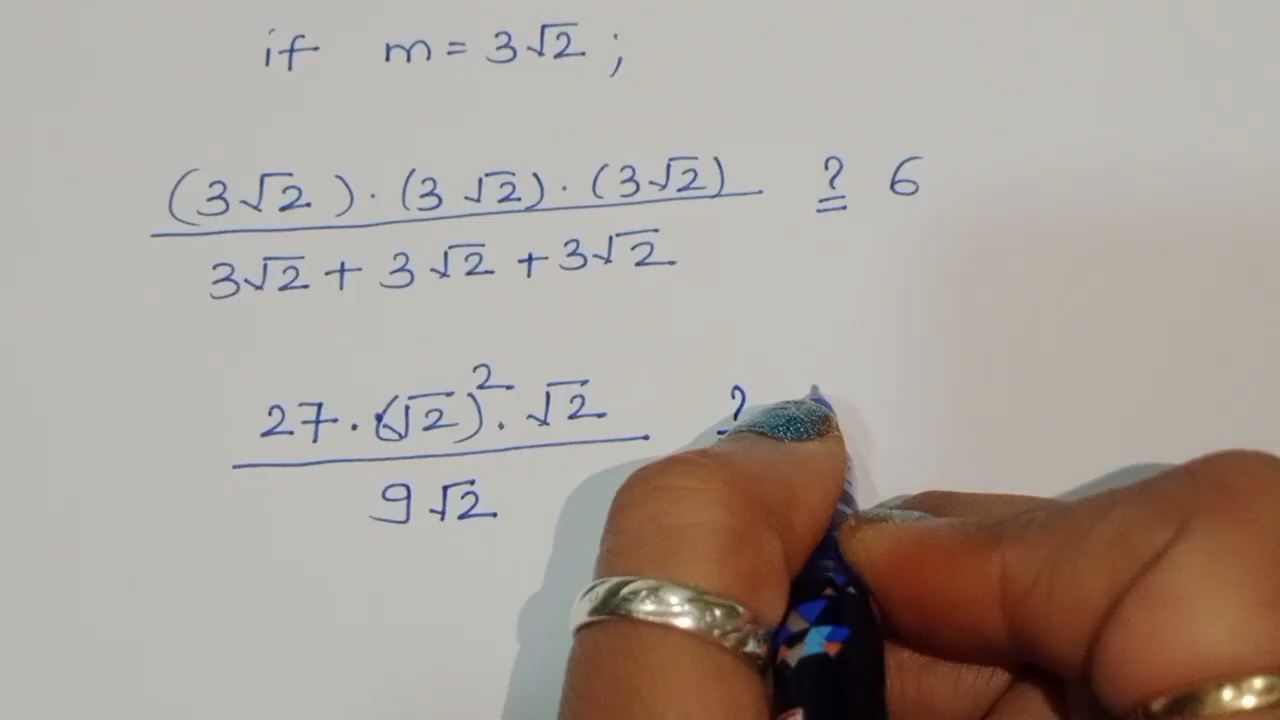 if m = 3√2 ;
(3√2) · (3√2) · (3√2) ≟ 6
3√2 + 3√2 + 3√2
27 · (√2)² · √2 ?
9√2